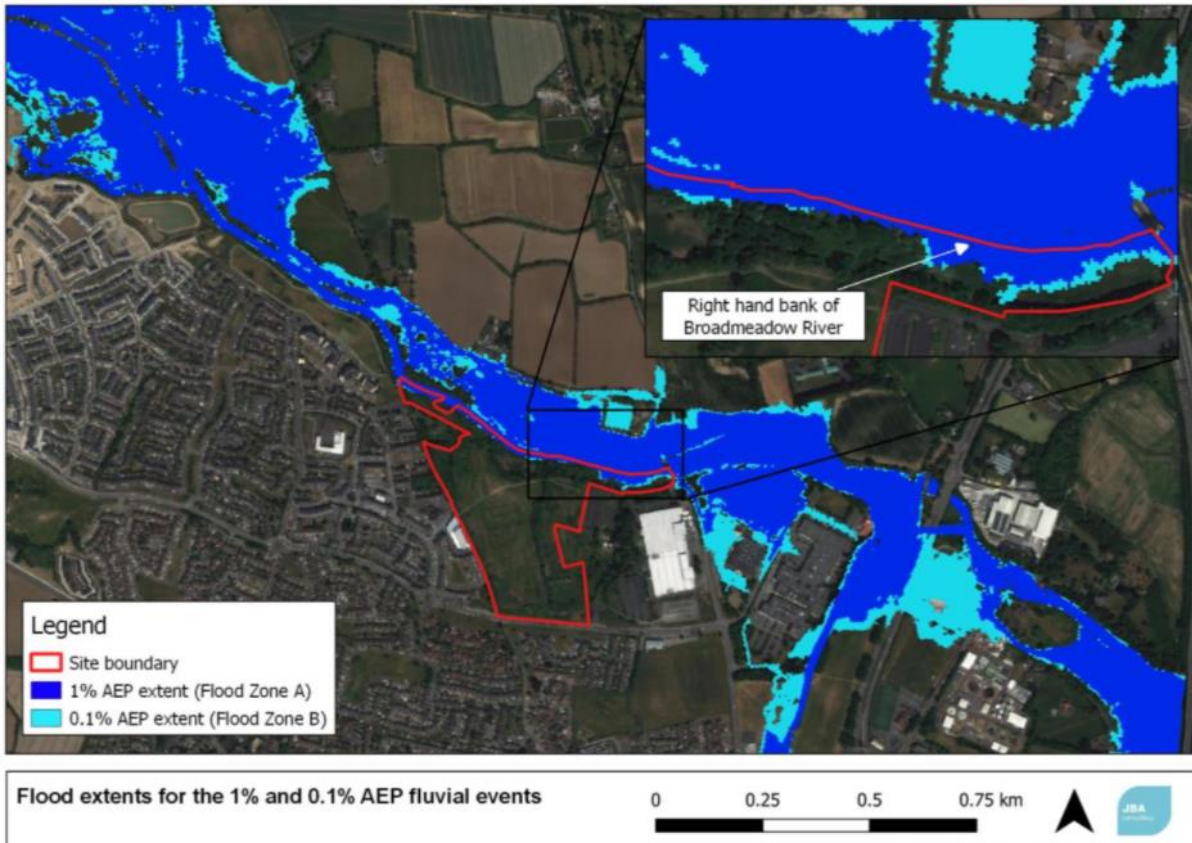 Right hand bank of
Broadmeadow River
Legend
Site boundary
1% AEP extent (Flood Zone A)
0.1% AEP extent (Flood Zone B)
Flood extents for the 1% and 0.1% AEP fluvial events
0 0.25 0.5 0.75 km
JBA
consulting